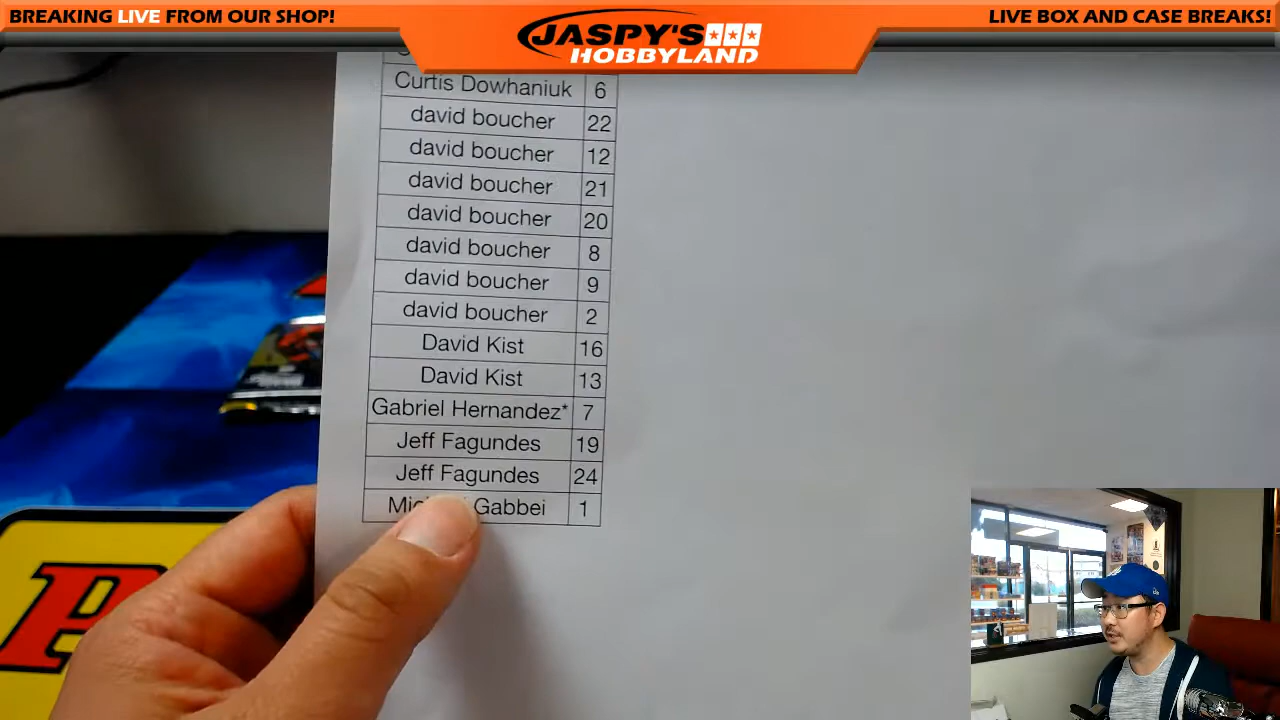 BREAKING LIVE FROM OUR SHOP!
JASPY'S
HOBBYLAND
LIVE BOX AND CASE BREAKS!
Curtis Dowhaniuk 6
david boucher 22
david boucher 12
david boucher 21
david boucher 20
david boucher 8
david boucher 9
david boucher 2
David Kist 16
David Kist 13
Gabriel Hernandez* 7
Jeff Fagundes 19
Jeff Fagundes 24
Gabbei 1